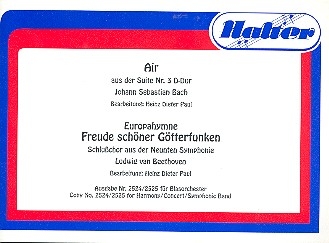 Halter
Air
aus der Suite Nr. 3 D-Dur
Johann Sebastian Bach
Bearbeitung: Heinz Dieter Paul
Europahymne
Freude schöner Götterfunken
Schlußchor aus der Neunten Symphonie
Ludwig van Beethoven
Bearbeitung: Heinz Dieter Paul
Ausgabe Nr. 2524/2525 für Blasorchester
Copy No. 2524/2525 for Harmony/Concert/Symphonic Band